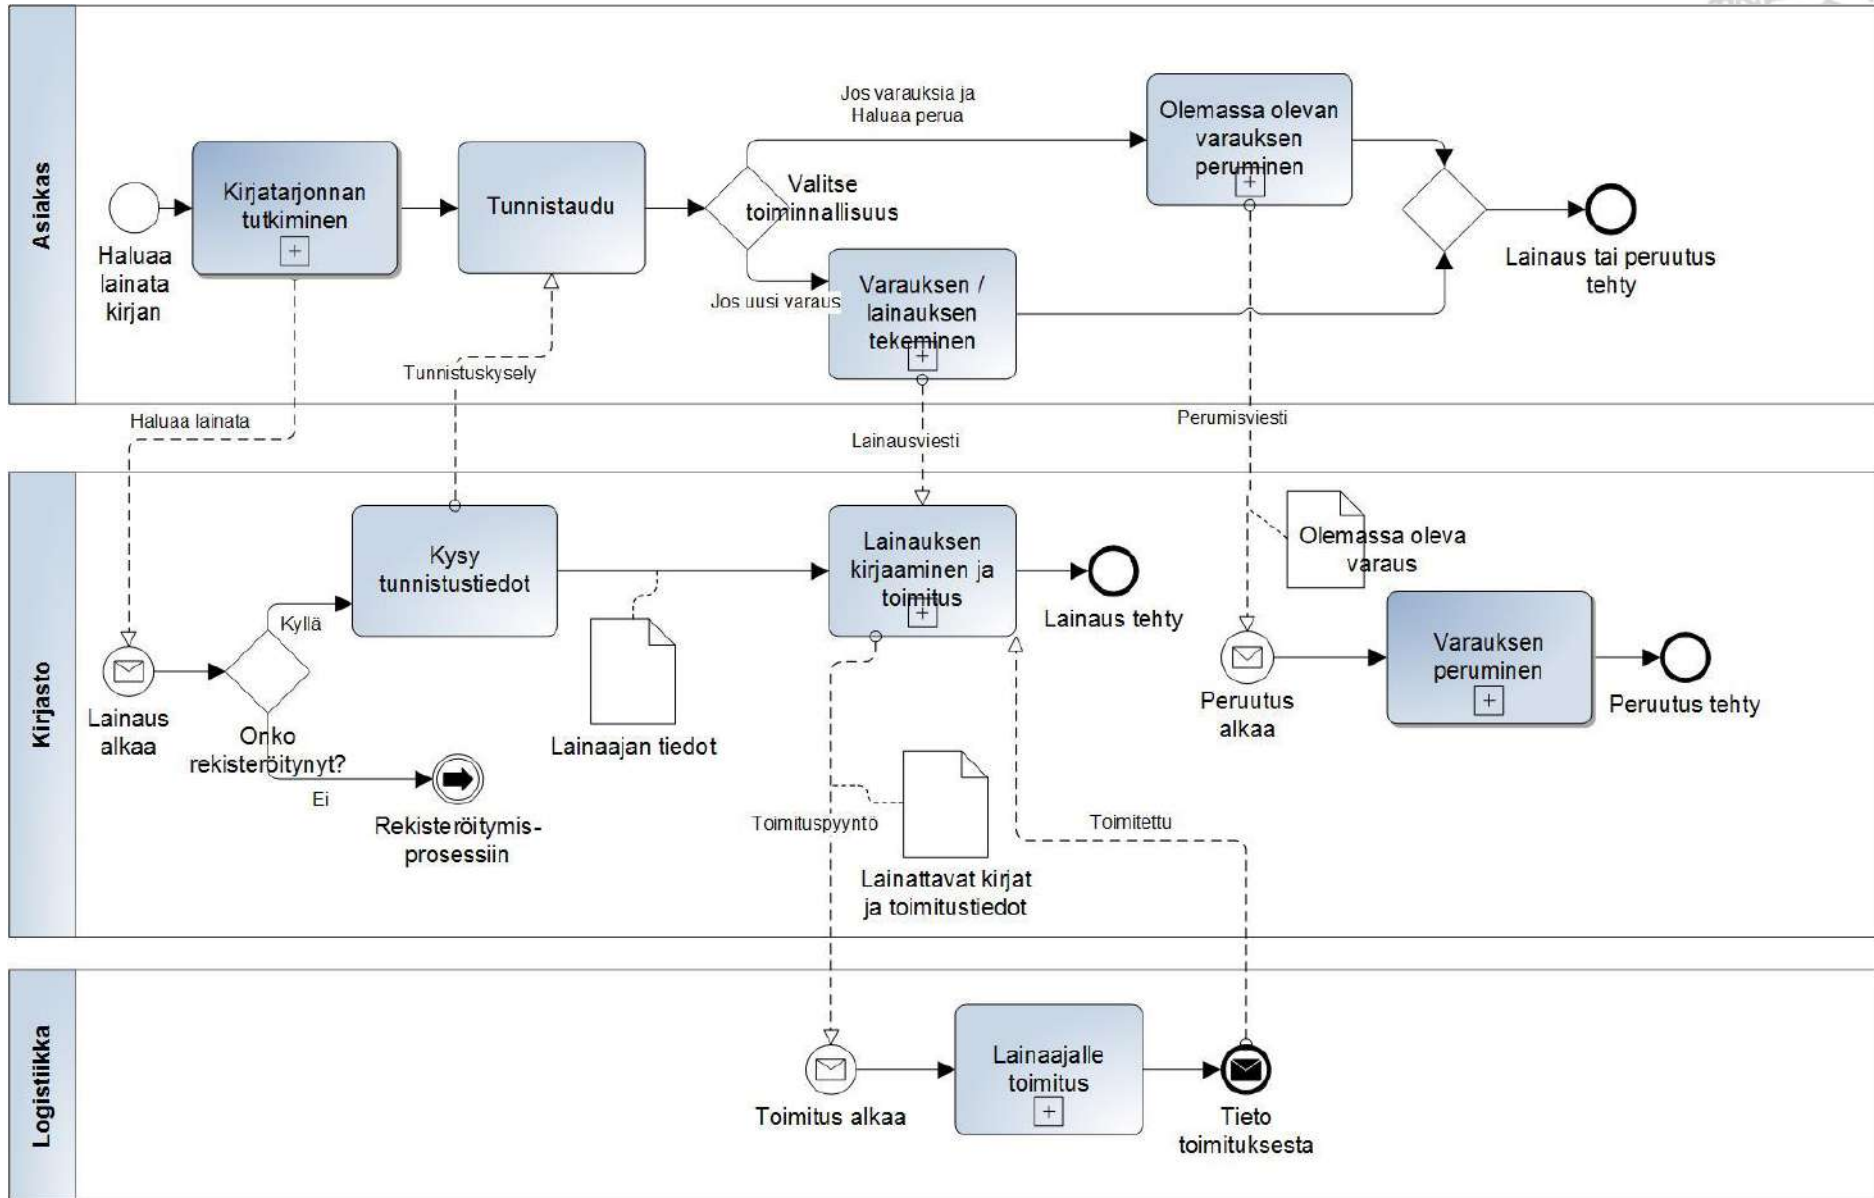 Asiakas
Haluaa
lainata
kirjan
Kirjatarjonnan
tutkiminen
Tunnistaudu
Valitse
toiminnallisuus
Jos varauksia ja
Haluaa perua
Jos uusi varaus
Olemassa olevan
varauksen
peruminen
Varauksen /
lainauksen
tekeminen
Lainaus tai peruutus
tehty
Haluaa lainata
Tunnistuskysely
Lainausviesti
Perumisviesti
Kirjasto
Lainaus
alkaa
Onko
rekisteröitynyt?
Kyllä
Ei
Kysy
tunnistustiedot
Rekisteröitymis-
prosessiin
Lainaajan tiedot
Lainauksen
kirjaaminen ja
toimitus
Lainaus tehty
Olemassa oleva
varaus
Peruutus
alkaa
Varauksen
peruminen
Peruutus tehty
Toimituspyyntö
Lainattavat kirjat
ja toimitustiedot
Toimitettu
Logistiikka
Toimitus alkaa
Lainaajalle
toimitus
Tieto
toimituksesta